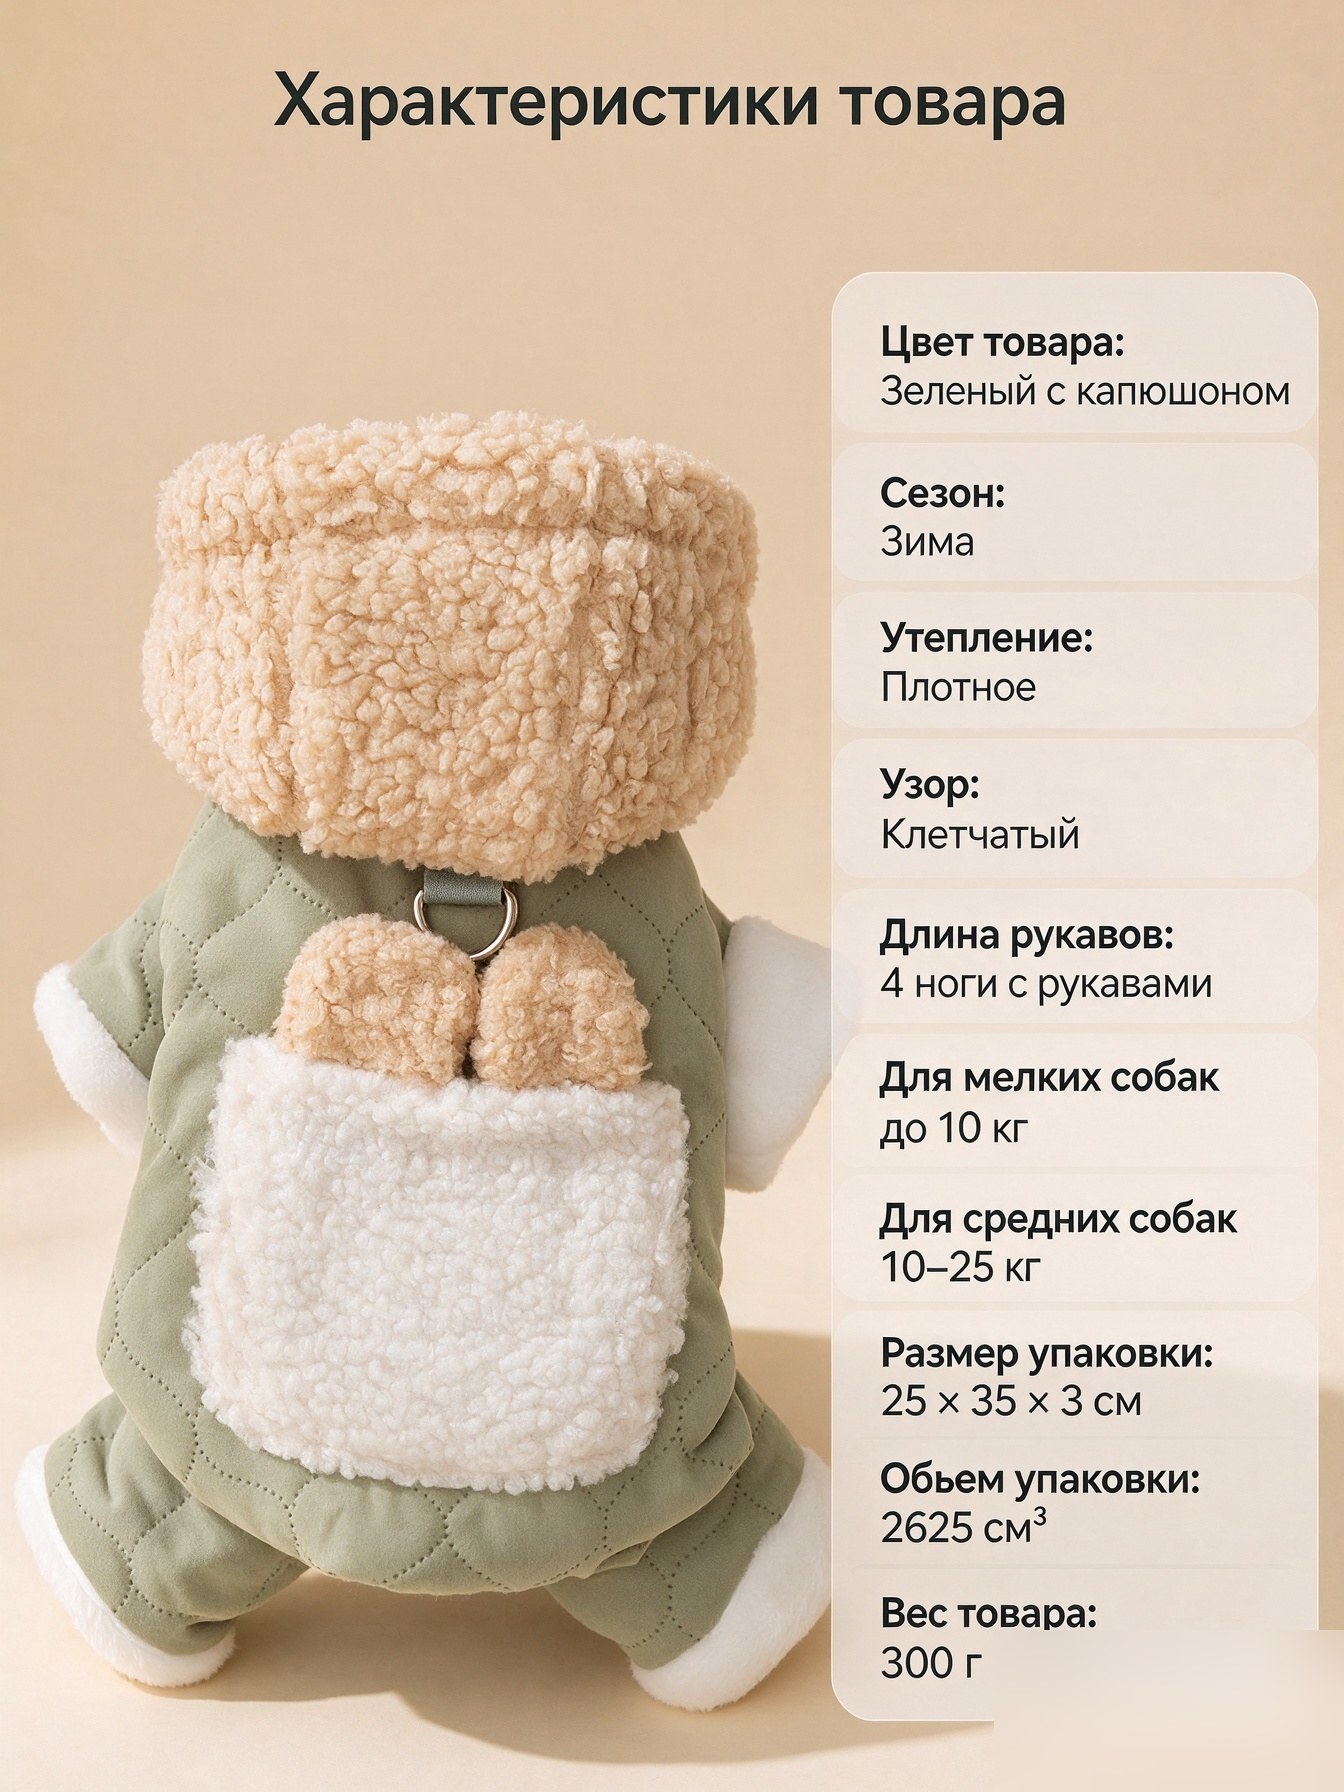 Характеристики товара
Цвет товара:
Зеленый с капюшоном
Сезон:
Зима
Утепление:
Плотное
Узор:
Клетчатый
Длина рукавов:
4 ноги с рукавами
Для мелких собак
до 10 кг
Для средних собак
10–25 кг
Размер упаковки:
25 × 35 × 3 см
Обьем упаковки:
2625 см³
Вес товара:
300 г